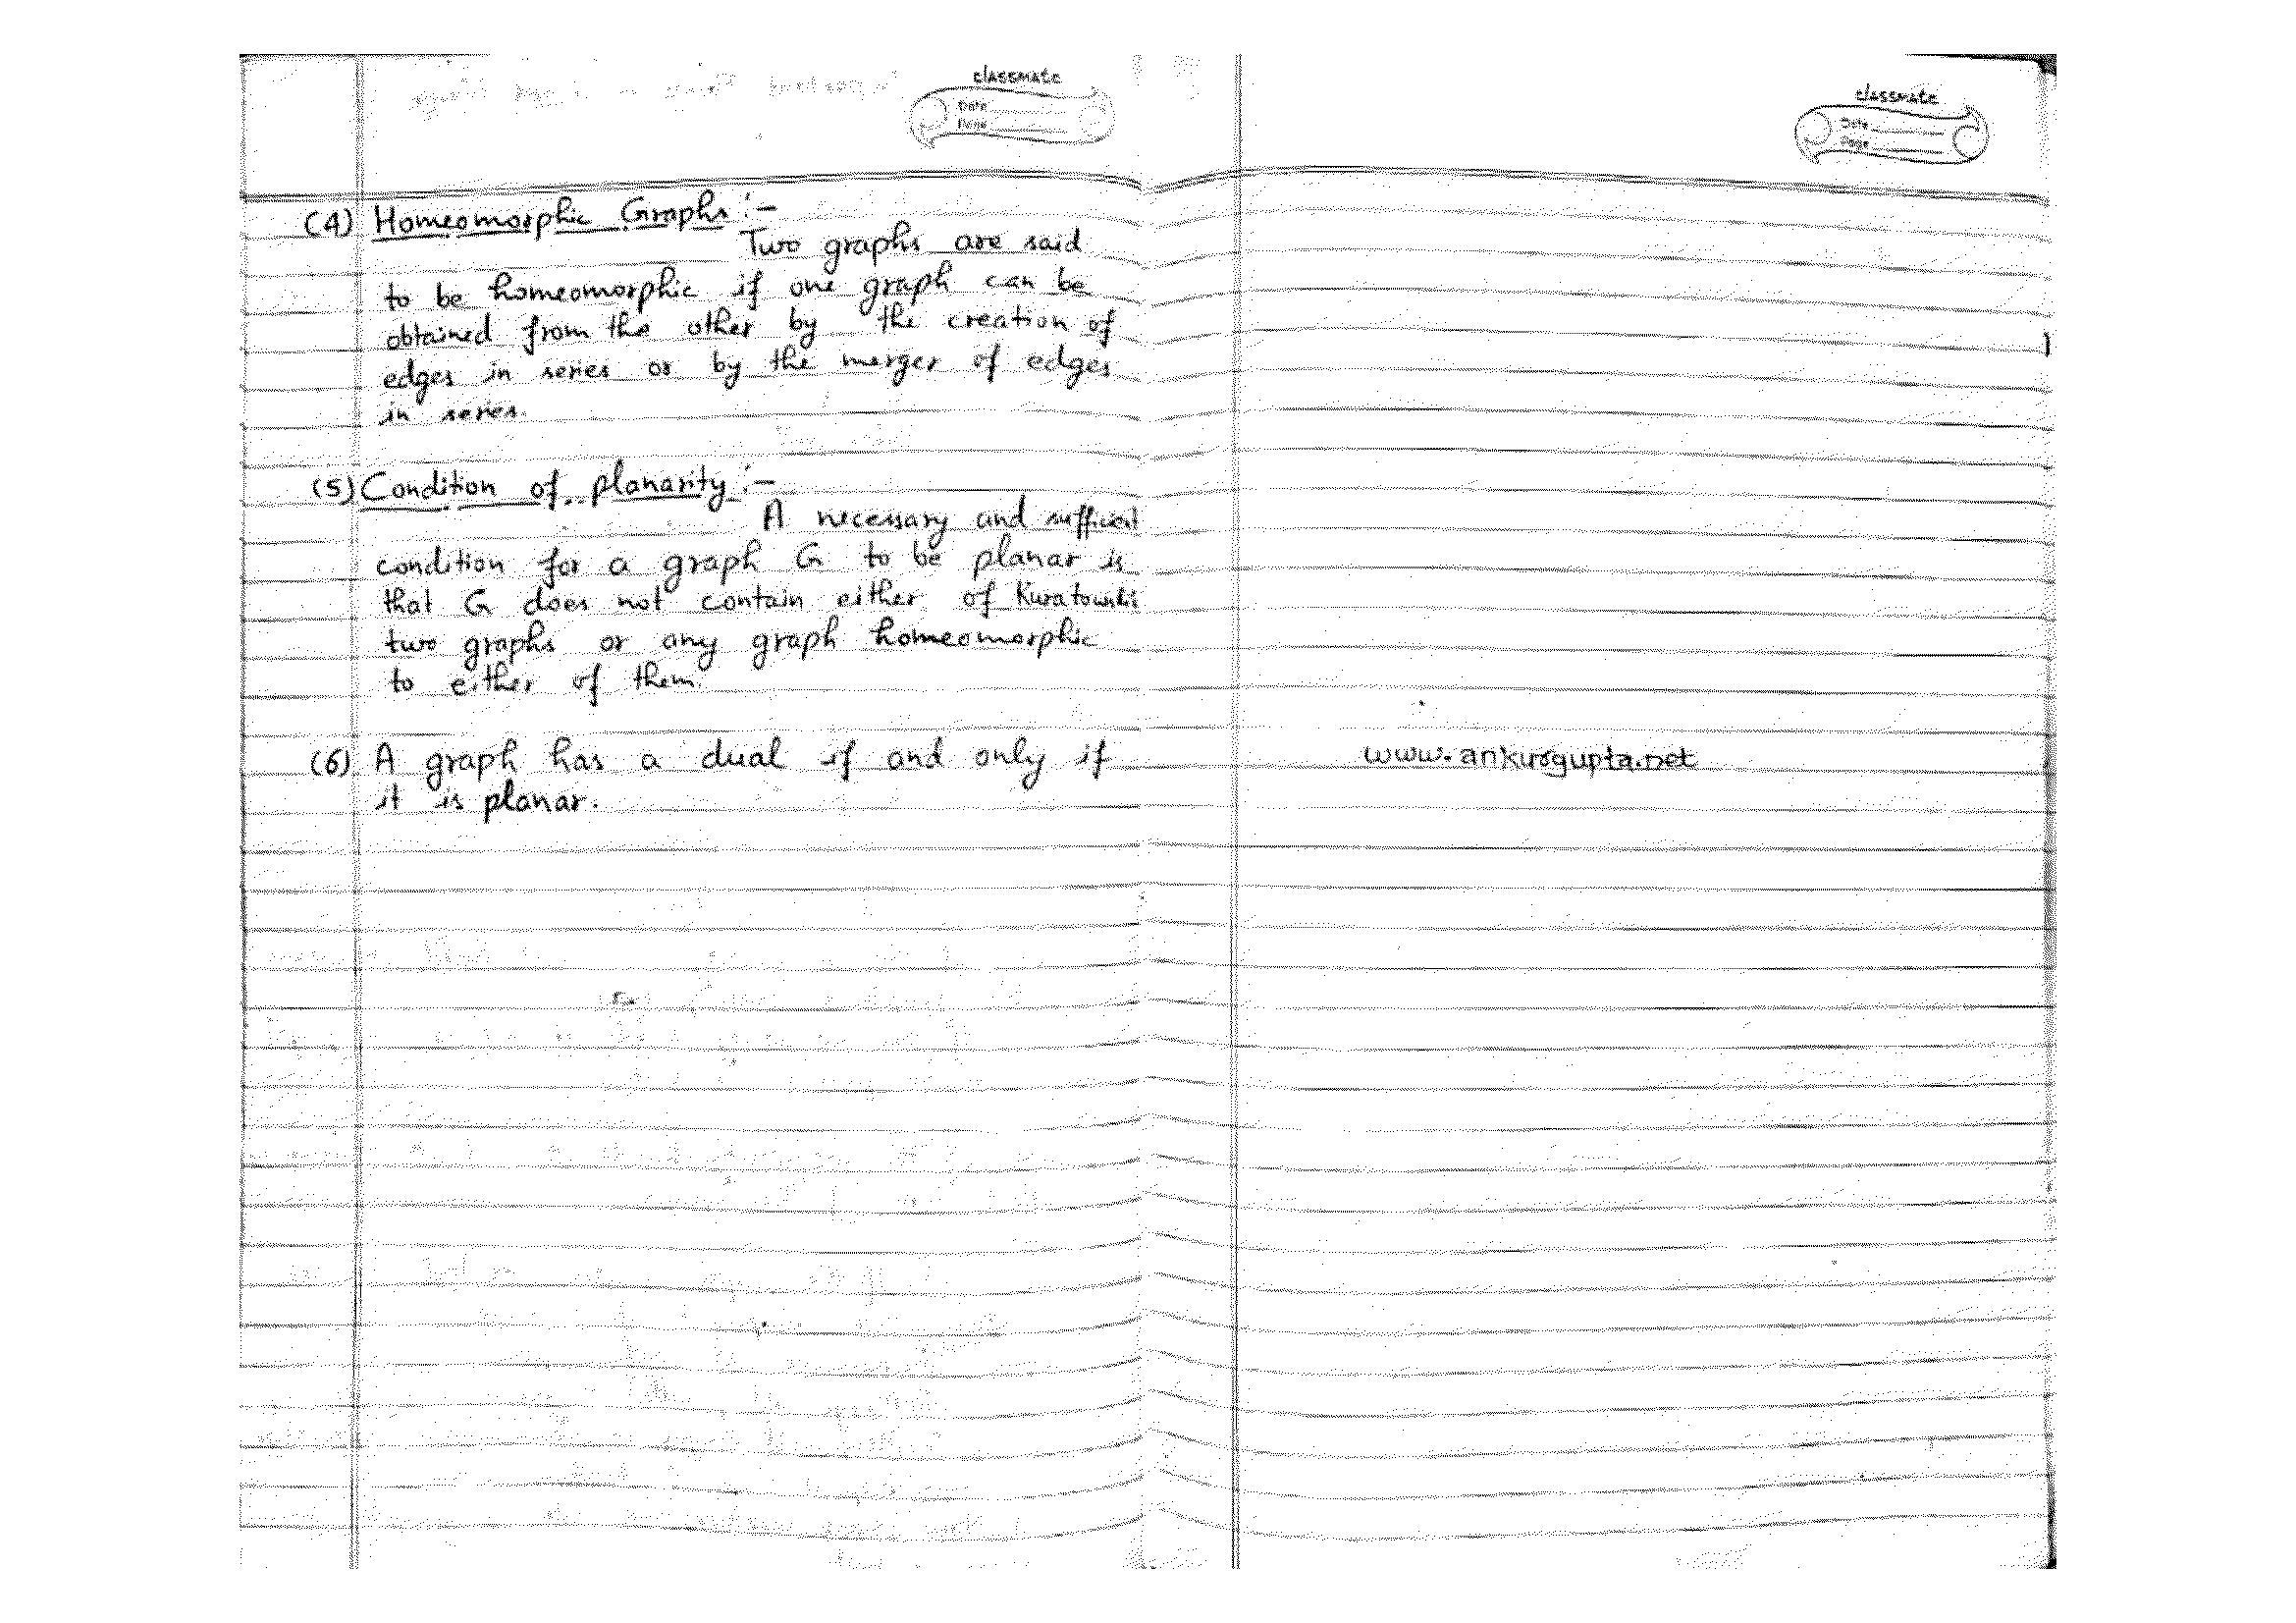 classmate
Date
Page
(4) Homeomorphic Graphs :-
Two graphs are said
to be homeomorphic if one graph can be
obtained from the other by the creation of
edges in series or by the merger of edges
in series.
(5) Condition of planarity :-
A necessary and sufficient
condition for a graph G to be planar is
that G does not contain either of Kuratowskis
two graphs or any graph homeomorphic
to either of them.
(6) A graph has a dual if and only if
it is planar.
classmate
Date
Page
www.ankurgupta.net